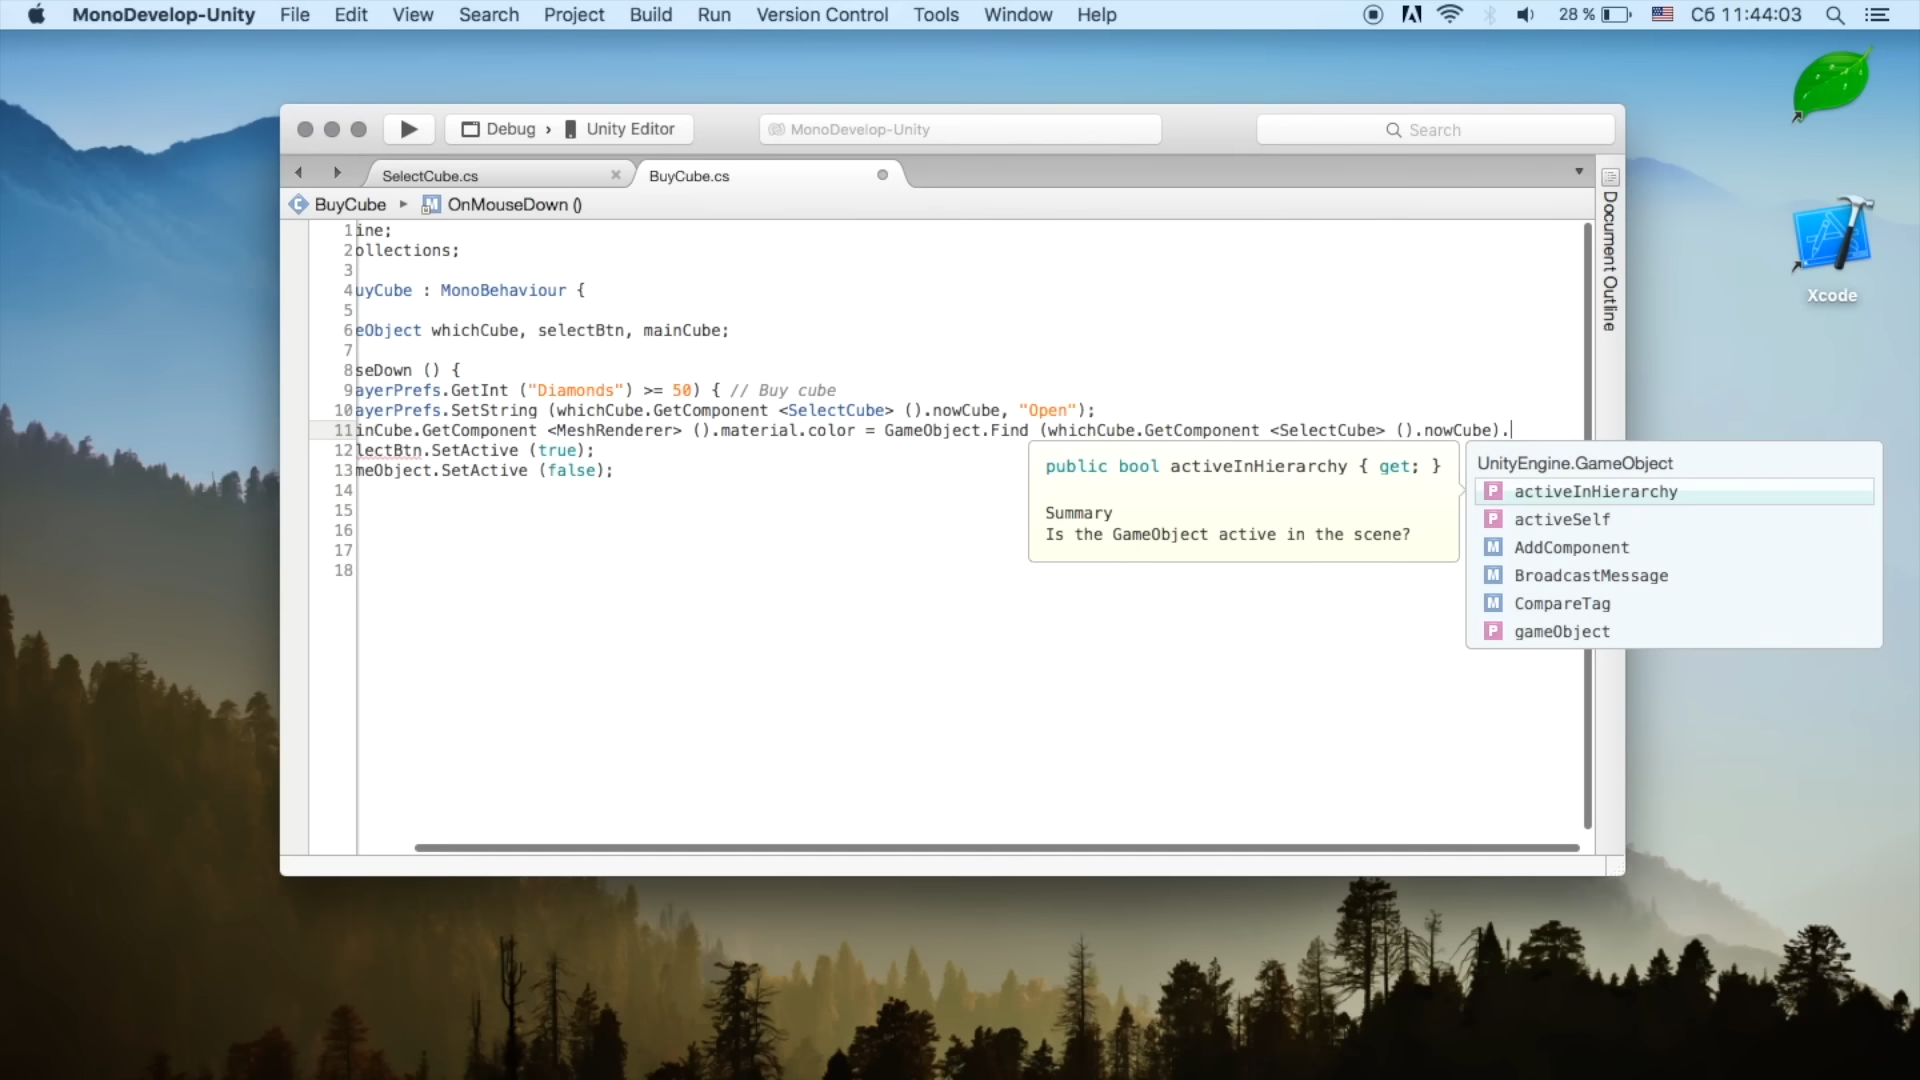 MonoDevelop-Unity File Edit View Search Project Build Run Version Control Tools Window Help 28 % Сб 11:44:03
Debug › Unity Editor MonoDevelop-Unity Search
SelectCube.cs BuyCube.cs
BuyCube OnMouseDown ()
Document Outline
Xcode
1 ine;
2 ollections;
3
4 uyCube : MonoBehaviour {
5
6 eObject whichCube, selectBtn, mainCube;
7
8 seDown () {
9 ayerPrefs.GetInt ("Diamonds") >= 50) { // Buy cube
10 ayerPrefs.SetString (whichCube.GetComponent <SelectCube> ().nowCube, "Open");
11 inCube.GetComponent <MeshRenderer> ().material.color = GameObject.Find (whichCube.GetComponent <SelectCube> ().nowCube).
12 lectBtn.SetActive (true);
13 meObject.SetActive (false);
14
15
16
17
18
public bool activeInHierarchy { get; }
Summary
Is the GameObject active in the scene?
UnityEngine.GameObject
P activeInHierarchy
P activeSelf
M AddComponent
M BroadcastMessage
M CompareTag
P gameObject